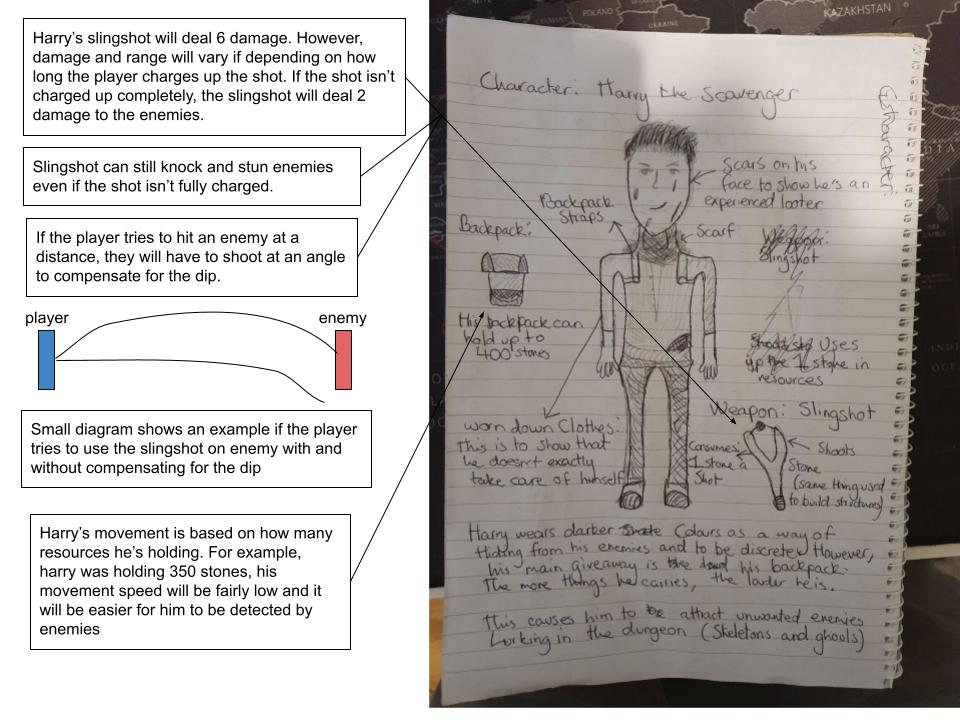 Harry's slingshot will deal 6 damage. However,
damage and range will vary if depending on how
long the player charges up the shot. If the shot isn't
charged up completely, the slingshot will deal 2
damage to the enemies.
Slingshot can still knock and stun enemies
even if the shot isn't fully charged.
If the player tries to hit an enemy at a
distance, they will have to shoot at an angle
to compensate for the dip.
player
enemy
Small diagram shows an example if the player
tries to use the slingshot on enemy with and
without compensating for the dip
Harry's movement is based on how many
resources he's holding. For example,
harry was holding 350 stones, his
movement speed will be fairly low and it
will be easier for him to be detected by
enemies
POLAND
UKRAINE
KAZAKHSTAN
Character: Harry the Scavenger
Scars on his
face to show he's an
experienced looter
Backpack
Straps
Scarf
Backpack:
Weapon:
Slingshot
His backpack can
hold up to
400 stones
Uses
up the 1 stone in
resources
Weapon: Slingshot
worn down Clothes:
This is to show that
he doesn't exactly
take care of himself
Consumes
1 stone a
Shot
Shoots
Stone
(same thing used
to build structures)
Harry wears darker Colours as a way of
Hiding from his enemies and to be discrete. However,
his main giveaway is his backpack.
The more things he carries, the louder he is.
This causes him to attract unwanted enemies
Lorking in the dungeon (Skeletons and ghouls)